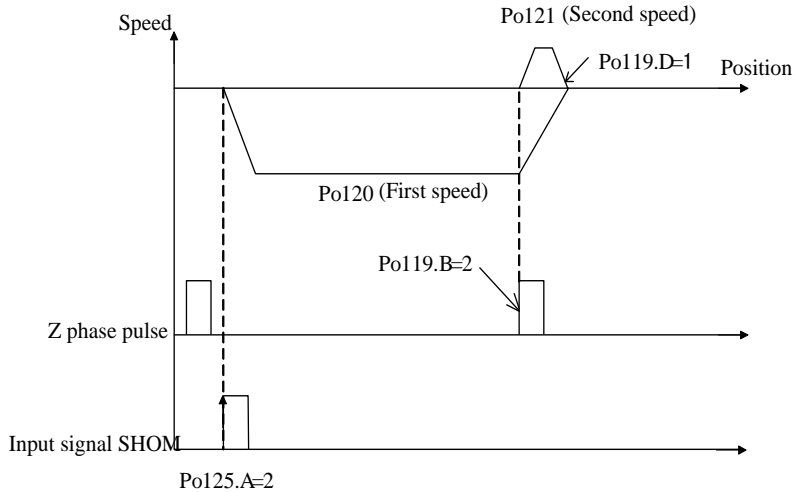 Po121 (Second speed)
Speed
Po119.D=1
Position
Po120 (First speed)
Po119.B=2
Z phase pulse
Input signal SHOM
Po125.A=2